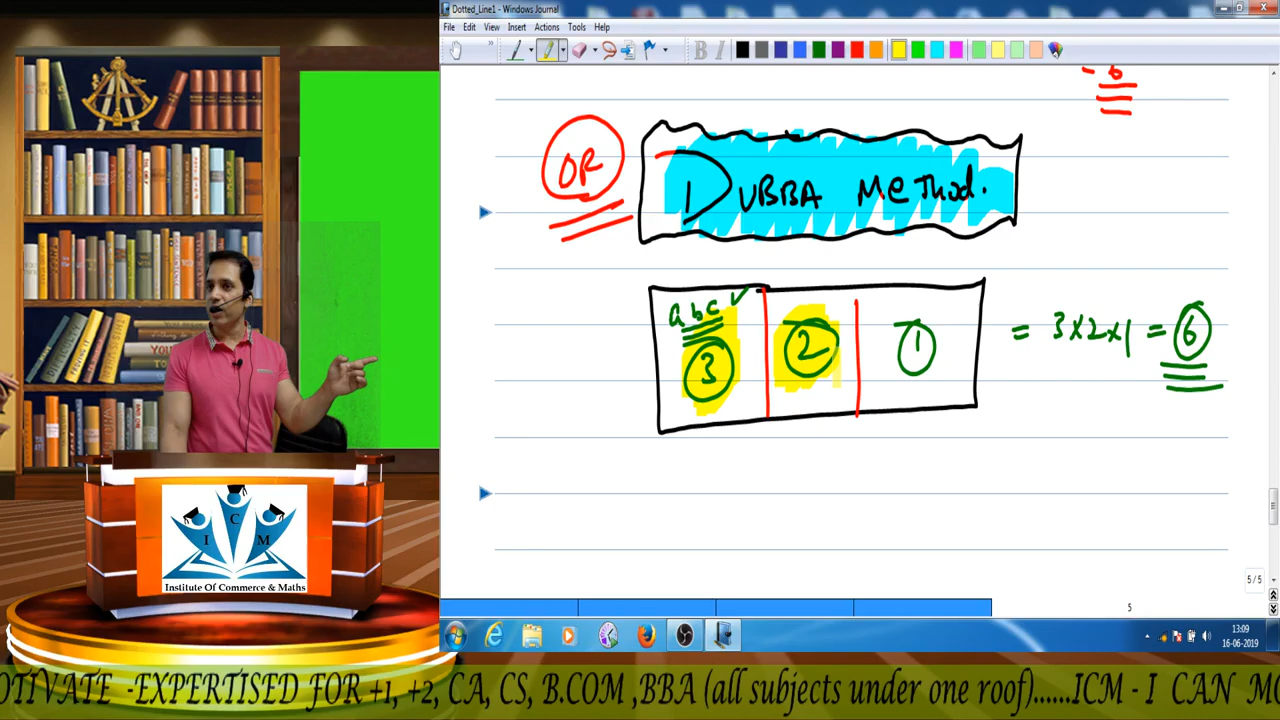 Dotted_Line1 - Windows Journal
File Edit View Insert Actions Tools Help
B I
- 6
OR
DUBBA Method.
abc ✓
3 2 1 = 3x2x1 = 6
C
I M
Institute Of Commerce & Maths
5/5
5
13:09
16-06-2019
OTIVATE -EXPERTISED FOR +1, +2, CA, CS, B.COM ,BBA (all subjects under one roof)......ICM - I CAN MO